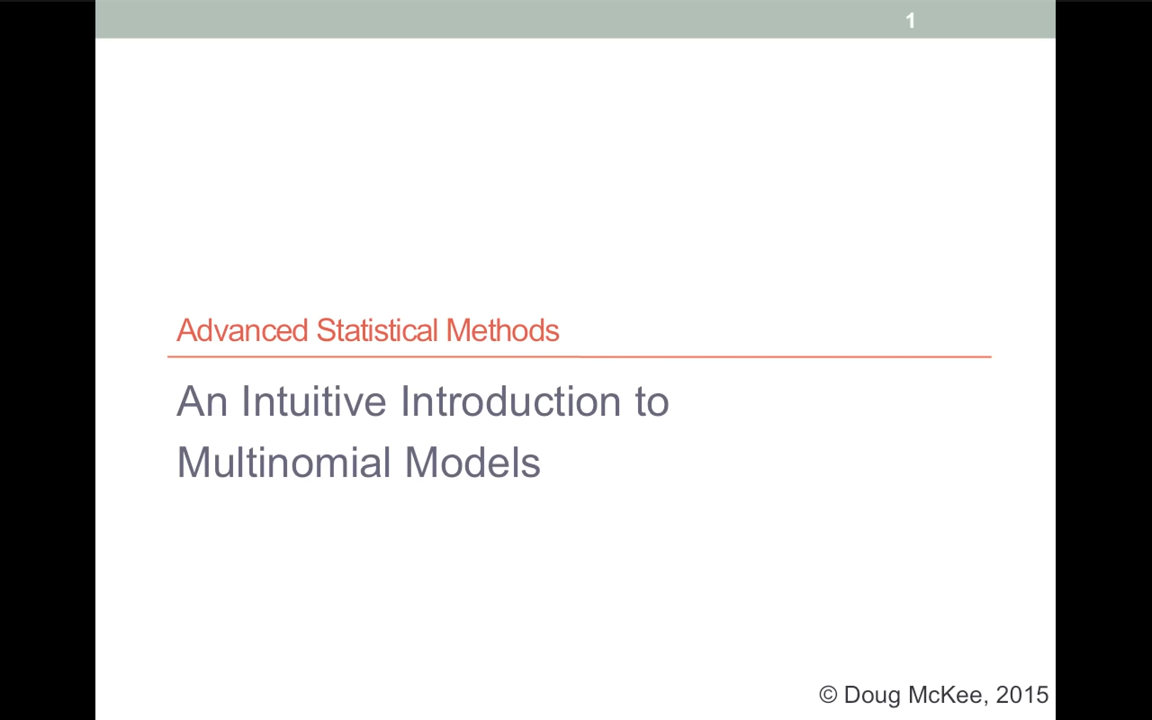 1
Advanced Statistical Methods
An Intuitive Introduction to
Multinomial Models
© Doug McKee, 2015